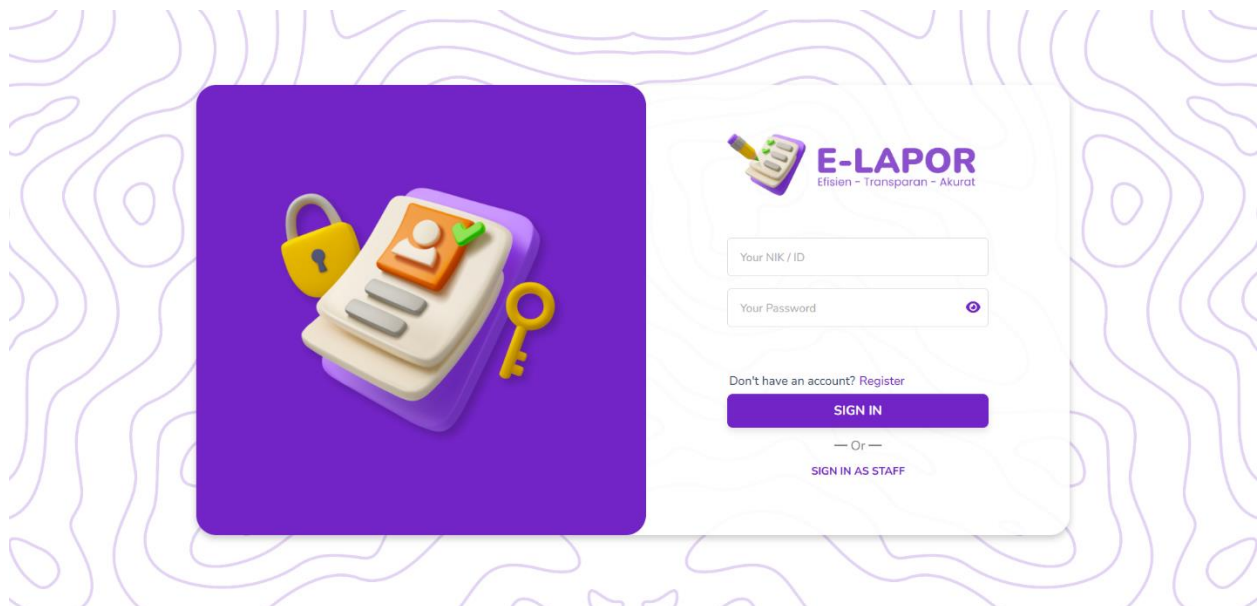 E-LAPOR
Efisien - Transparan - Akurat
Your NIK / ID
Your Password
Don't have an account? Register
SIGN IN
— Or —
SIGN IN AS STAFF